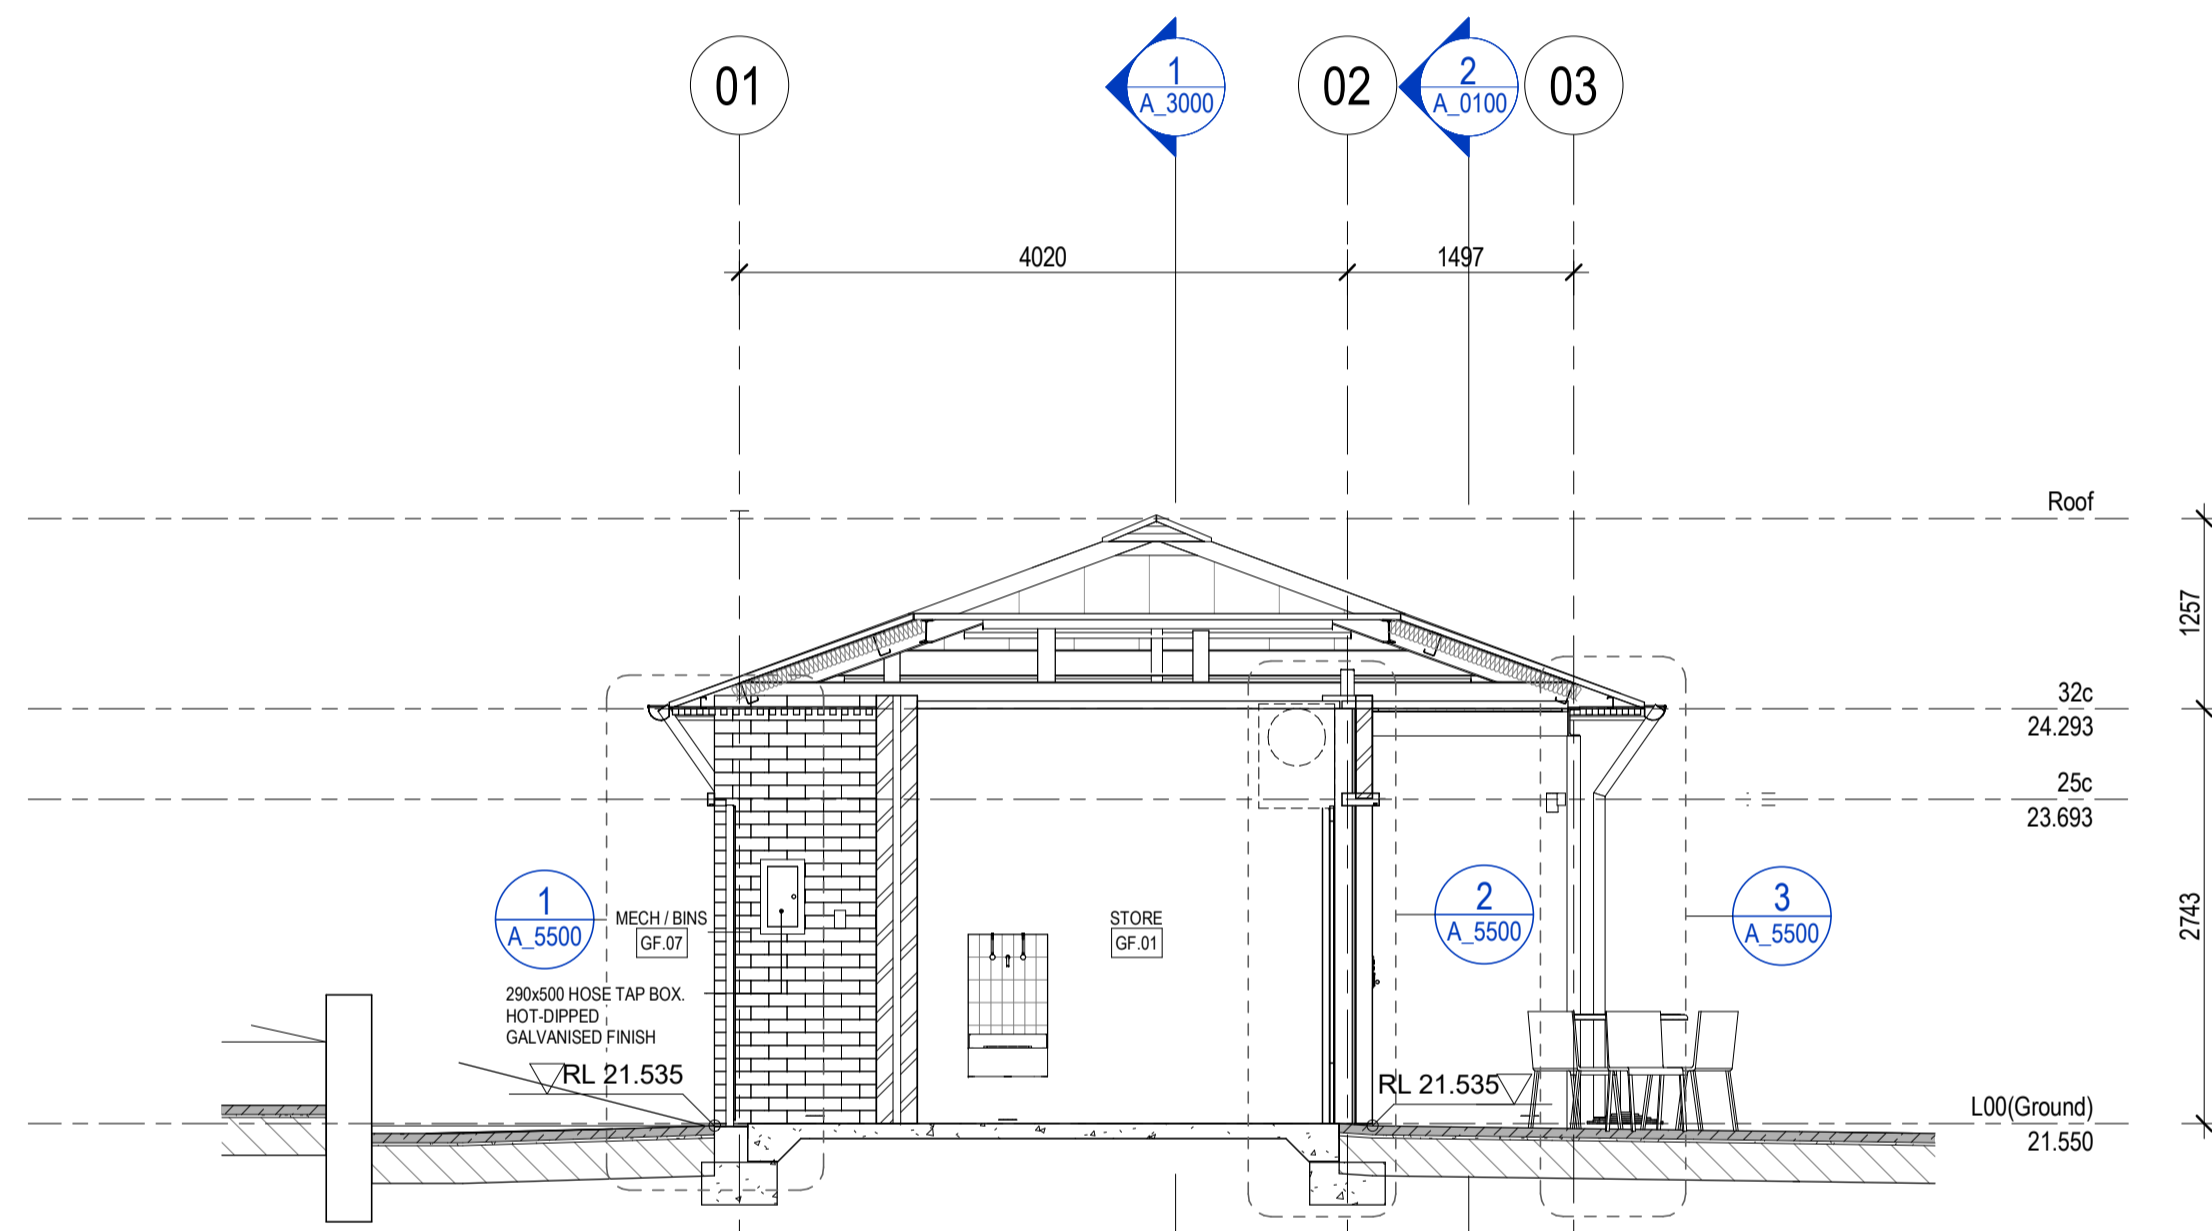 01
1
A_3000
02
2
A_0100
03
4020
1497
Roof
1257
32c
24.293
25c
23.693
2743
1
A_5500
MECH / BINS
GF.07
STORE
GF.01
2
A_5500
3
A_5500
290x500 HOSE TAP BOX.
HOT-DIPPED
GALVANISED FINISH
RL 21.535
RL 21.535
L00(Ground)
21.550